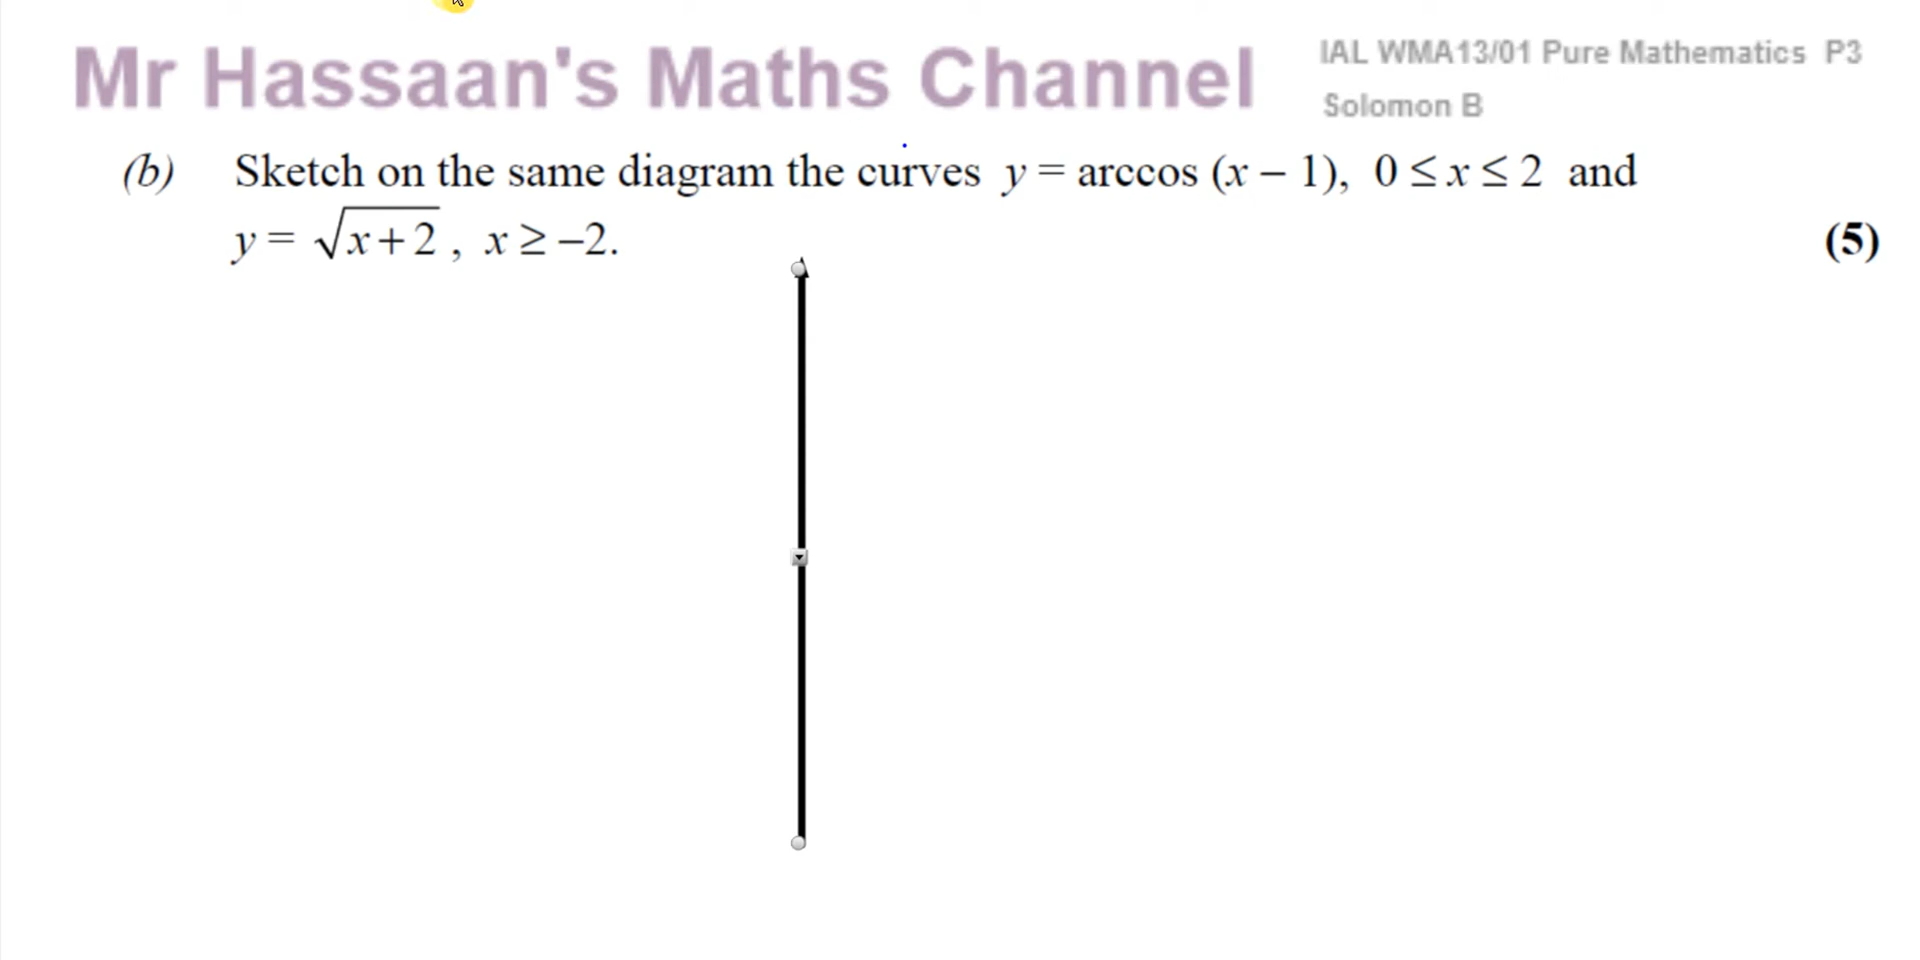 Mr Hassaan's Maths Channel
IAL WMA13/01 Pure Mathematics P3
Solomon B
(b) Sketch on the same diagram the curves y = arccos (x – 1), 0 ≤ x ≤ 2 and
y = √(x+2) , x ≥ –2.
(5)